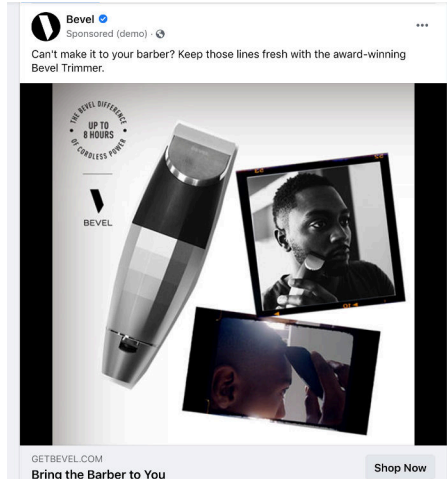 Bevel
Sponsored (demo) ·
Can't make it to your barber? Keep those lines fresh with the award-winning
Bevel Trimmer.
THE BEVEL DIFFERENCE
UP TO
8 HOURS
OF CORDLESS POWER
BEVEL
GETBEVEL.COM
Bring the Barber to You
Shop Now